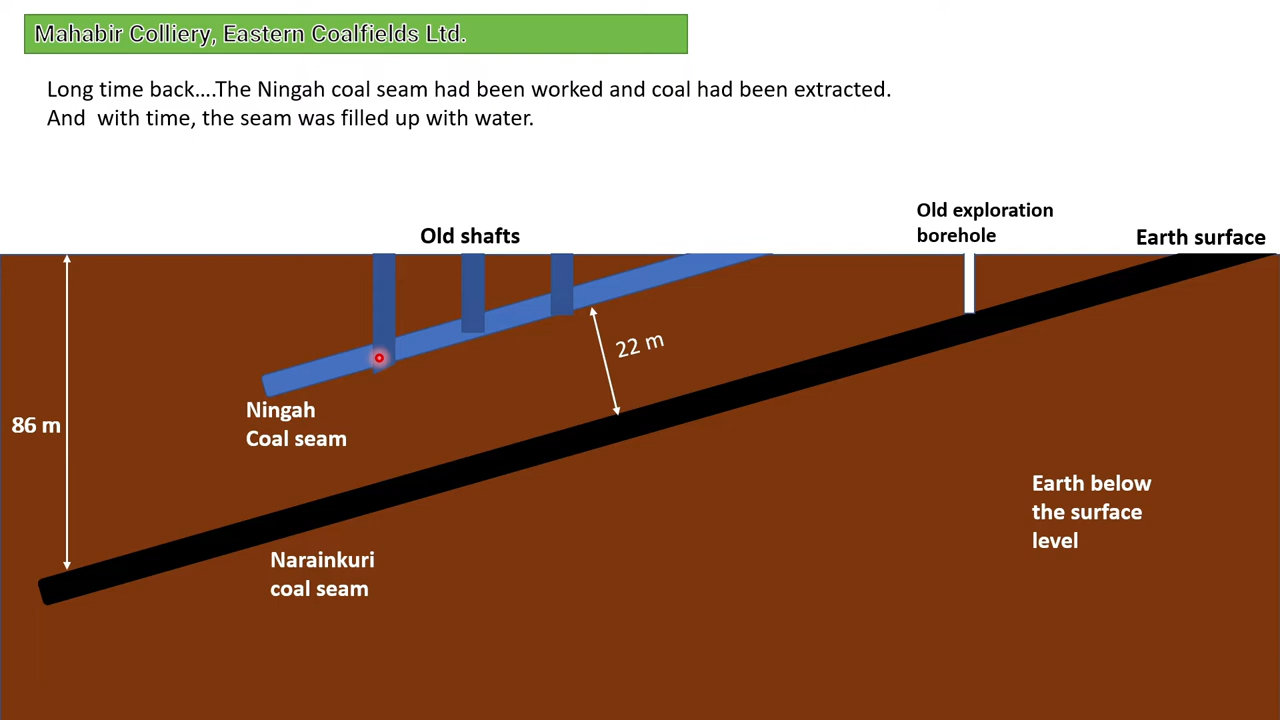 Mahabir Colliery, Eastern Coalfields Ltd.
Long time back....The Ningah coal seam had been worked and coal had been extracted.
And  with time, the seam was filled up with water.
Old exploration
borehole
Old shafts
Earth surface
22 m
86 m
Ningah
Coal seam
Earth below
the surface
level
Narainkuri
coal seam